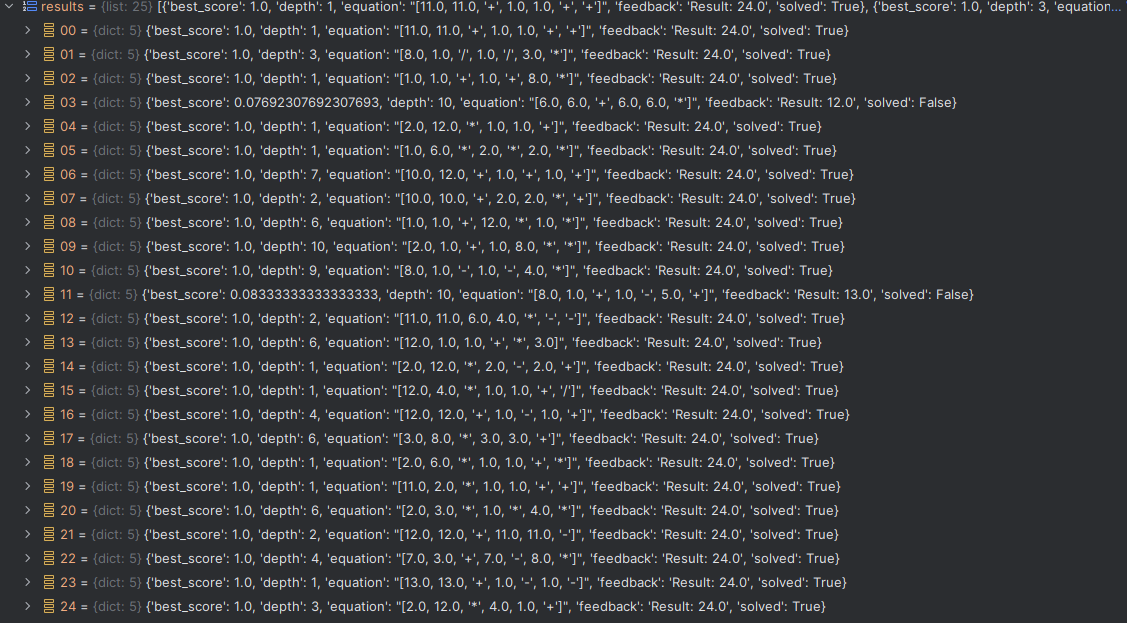 results = {list: 25} [{'best_score': 1.0, 'depth': 1, 'equation': "[11.0, 11.0, '+', 1.0, 1.0, '+', '+']", 'feedback': 'Result: 24.0', 'solved': True}, {'best_score': 1.0, 'depth': 3, 'equation...
00 = {dict: 5} {'best_score': 1.0, 'depth': 1, 'equation': "[11.0, 11.0, '+', 1.0, 1.0, '+', '+']", 'feedback': 'Result: 24.0', 'solved': True}
01 = {dict: 5} {'best_score': 1.0, 'depth': 3, 'equation': "[8.0, 1.0, '/', 1.0, '/', 3.0, '*']", 'feedback': 'Result: 24.0', 'solved': True}
02 = {dict: 5} {'best_score': 1.0, 'depth': 1, 'equation': "[1.0, 1.0, '+', 1.0, '+', 8.0, '*']", 'feedback': 'Result: 24.0', 'solved': True}
03 = {dict: 5} {'best_score': 0.07692307692307693, 'depth': 10, 'equation': "[6.0, 6.0, '+', 6.0, 6.0, '*']", 'feedback': 'Result: 12.0', 'solved': False}
04 = {dict: 5} {'best_score': 1.0, 'depth': 1, 'equation': "[2.0, 12.0, '*', 1.0, 1.0, '+']", 'feedback': 'Result: 24.0', 'solved': True}
05 = {dict: 5} {'best_score': 1.0, 'depth': 1, 'equation': "[1.0, 6.0, '*', 2.0, '*', 2.0, '*']", 'feedback': 'Result: 24.0', 'solved': True}
06 = {dict: 5} {'best_score': 1.0, 'depth': 7, 'equation': "[10.0, 12.0, '+', 1.0, '+', 1.0, '+']", 'feedback': 'Result: 24.0', 'solved': True}
07 = {dict: 5} {'best_score': 1.0, 'depth': 2, 'equation': "[10.0, 10.0, '+', 2.0, 2.0, '*', '+']", 'feedback': 'Result: 24.0', 'solved': True}
08 = {dict: 5} {'best_score': 1.0, 'depth': 6, 'equation': "[1.0, 1.0, '+', 12.0, '*', 1.0, '*']", 'feedback': 'Result: 24.0', 'solved': True}
09 = {dict: 5} {'best_score': 1.0, 'depth': 10, 'equation': "[2.0, 1.0, '+', 1.0, 8.0, '*', '*']", 'feedback': 'Result: 24.0', 'solved': True}
10 = {dict: 5} {'best_score': 1.0, 'depth': 9, 'equation': "[8.0, 1.0, '-', 1.0, '-', 4.0, '*']", 'feedback': 'Result: 24.0', 'solved': True}
11 = {dict: 5} {'best_score': 0.08333333333333333, 'depth': 10, 'equation': "[8.0, 1.0, '+', 1.0, '-', 5.0, '+']", 'feedback': 'Result: 13.0', 'solved': False}
12 = {dict: 5} {'best_score': 1.0, 'depth': 2, 'equation': "[11.0, 11.0, 6.0, 4.0, '*', '-', '-']", 'feedback': 'Result: 24.0', 'solved': True}
13 = {dict: 5} {'best_score': 1.0, 'depth': 6, 'equation': "[12.0, 1.0, 1.0, '+', '*', 3.0]", 'feedback': 'Result: 24.0', 'solved': True}
14 = {dict: 5} {'best_score': 1.0, 'depth': 1, 'equation': "[2.0, 12.0, '*', 2.0, '-', 2.0, '+']", 'feedback': 'Result: 24.0', 'solved': True}
15 = {dict: 5} {'best_score': 1.0, 'depth': 1, 'equation': "[12.0, 4.0, '*', 1.0, 1.0, '+', '/']", 'feedback': 'Result: 24.0', 'solved': True}
16 = {dict: 5} {'best_score': 1.0, 'depth': 4, 'equation': "[12.0, 12.0, '+', 1.0, '-', 1.0, '+']", 'feedback': 'Result: 24.0', 'solved': True}
17 = {dict: 5} {'best_score': 1.0, 'depth': 6, 'equation': "[3.0, 8.0, '*', 3.0, 3.0, '+']", 'feedback': 'Result: 24.0', 'solved': True}
18 = {dict: 5} {'best_score': 1.0, 'depth': 1, 'equation': "[2.0, 6.0, '*', 1.0, 1.0, '+', '*']", 'feedback': 'Result: 24.0', 'solved': True}
19 = {dict: 5} {'best_score': 1.0, 'depth': 1, 'equation': "[11.0, 2.0, '*', 1.0, 1.0, '+', '+']", 'feedback': 'Result: 24.0', 'solved': True}
20 = {dict: 5} {'best_score': 1.0, 'depth': 6, 'equation': "[2.0, 3.0, '*', 1.0, '*', 4.0, '*']", 'feedback': 'Result: 24.0', 'solved': True}
21 = {dict: 5} {'best_score': 1.0, 'depth': 2, 'equation': "[12.0, 12.0, '+', 11.0, 11.0, '-']", 'feedback': 'Result: 24.0', 'solved': True}
22 = {dict: 5} {'best_score': 1.0, 'depth': 4, 'equation': "[7.0, 3.0, '+', 7.0, '-', 8.0, '*']", 'feedback': 'Result: 24.0', 'solved': True}
23 = {dict: 5} {'best_score': 1.0, 'depth': 1, 'equation': "[13.0, 13.0, '+', 1.0, '-', 1.0, '-']", 'feedback': 'Result: 24.0', 'solved': True}
24 = {dict: 5} {'best_score': 1.0, 'depth': 3, 'equation': "[2.0, 12.0, '*', 4.0, 1.0, '+']", 'feedback': 'Result: 24.0', 'solved': True}